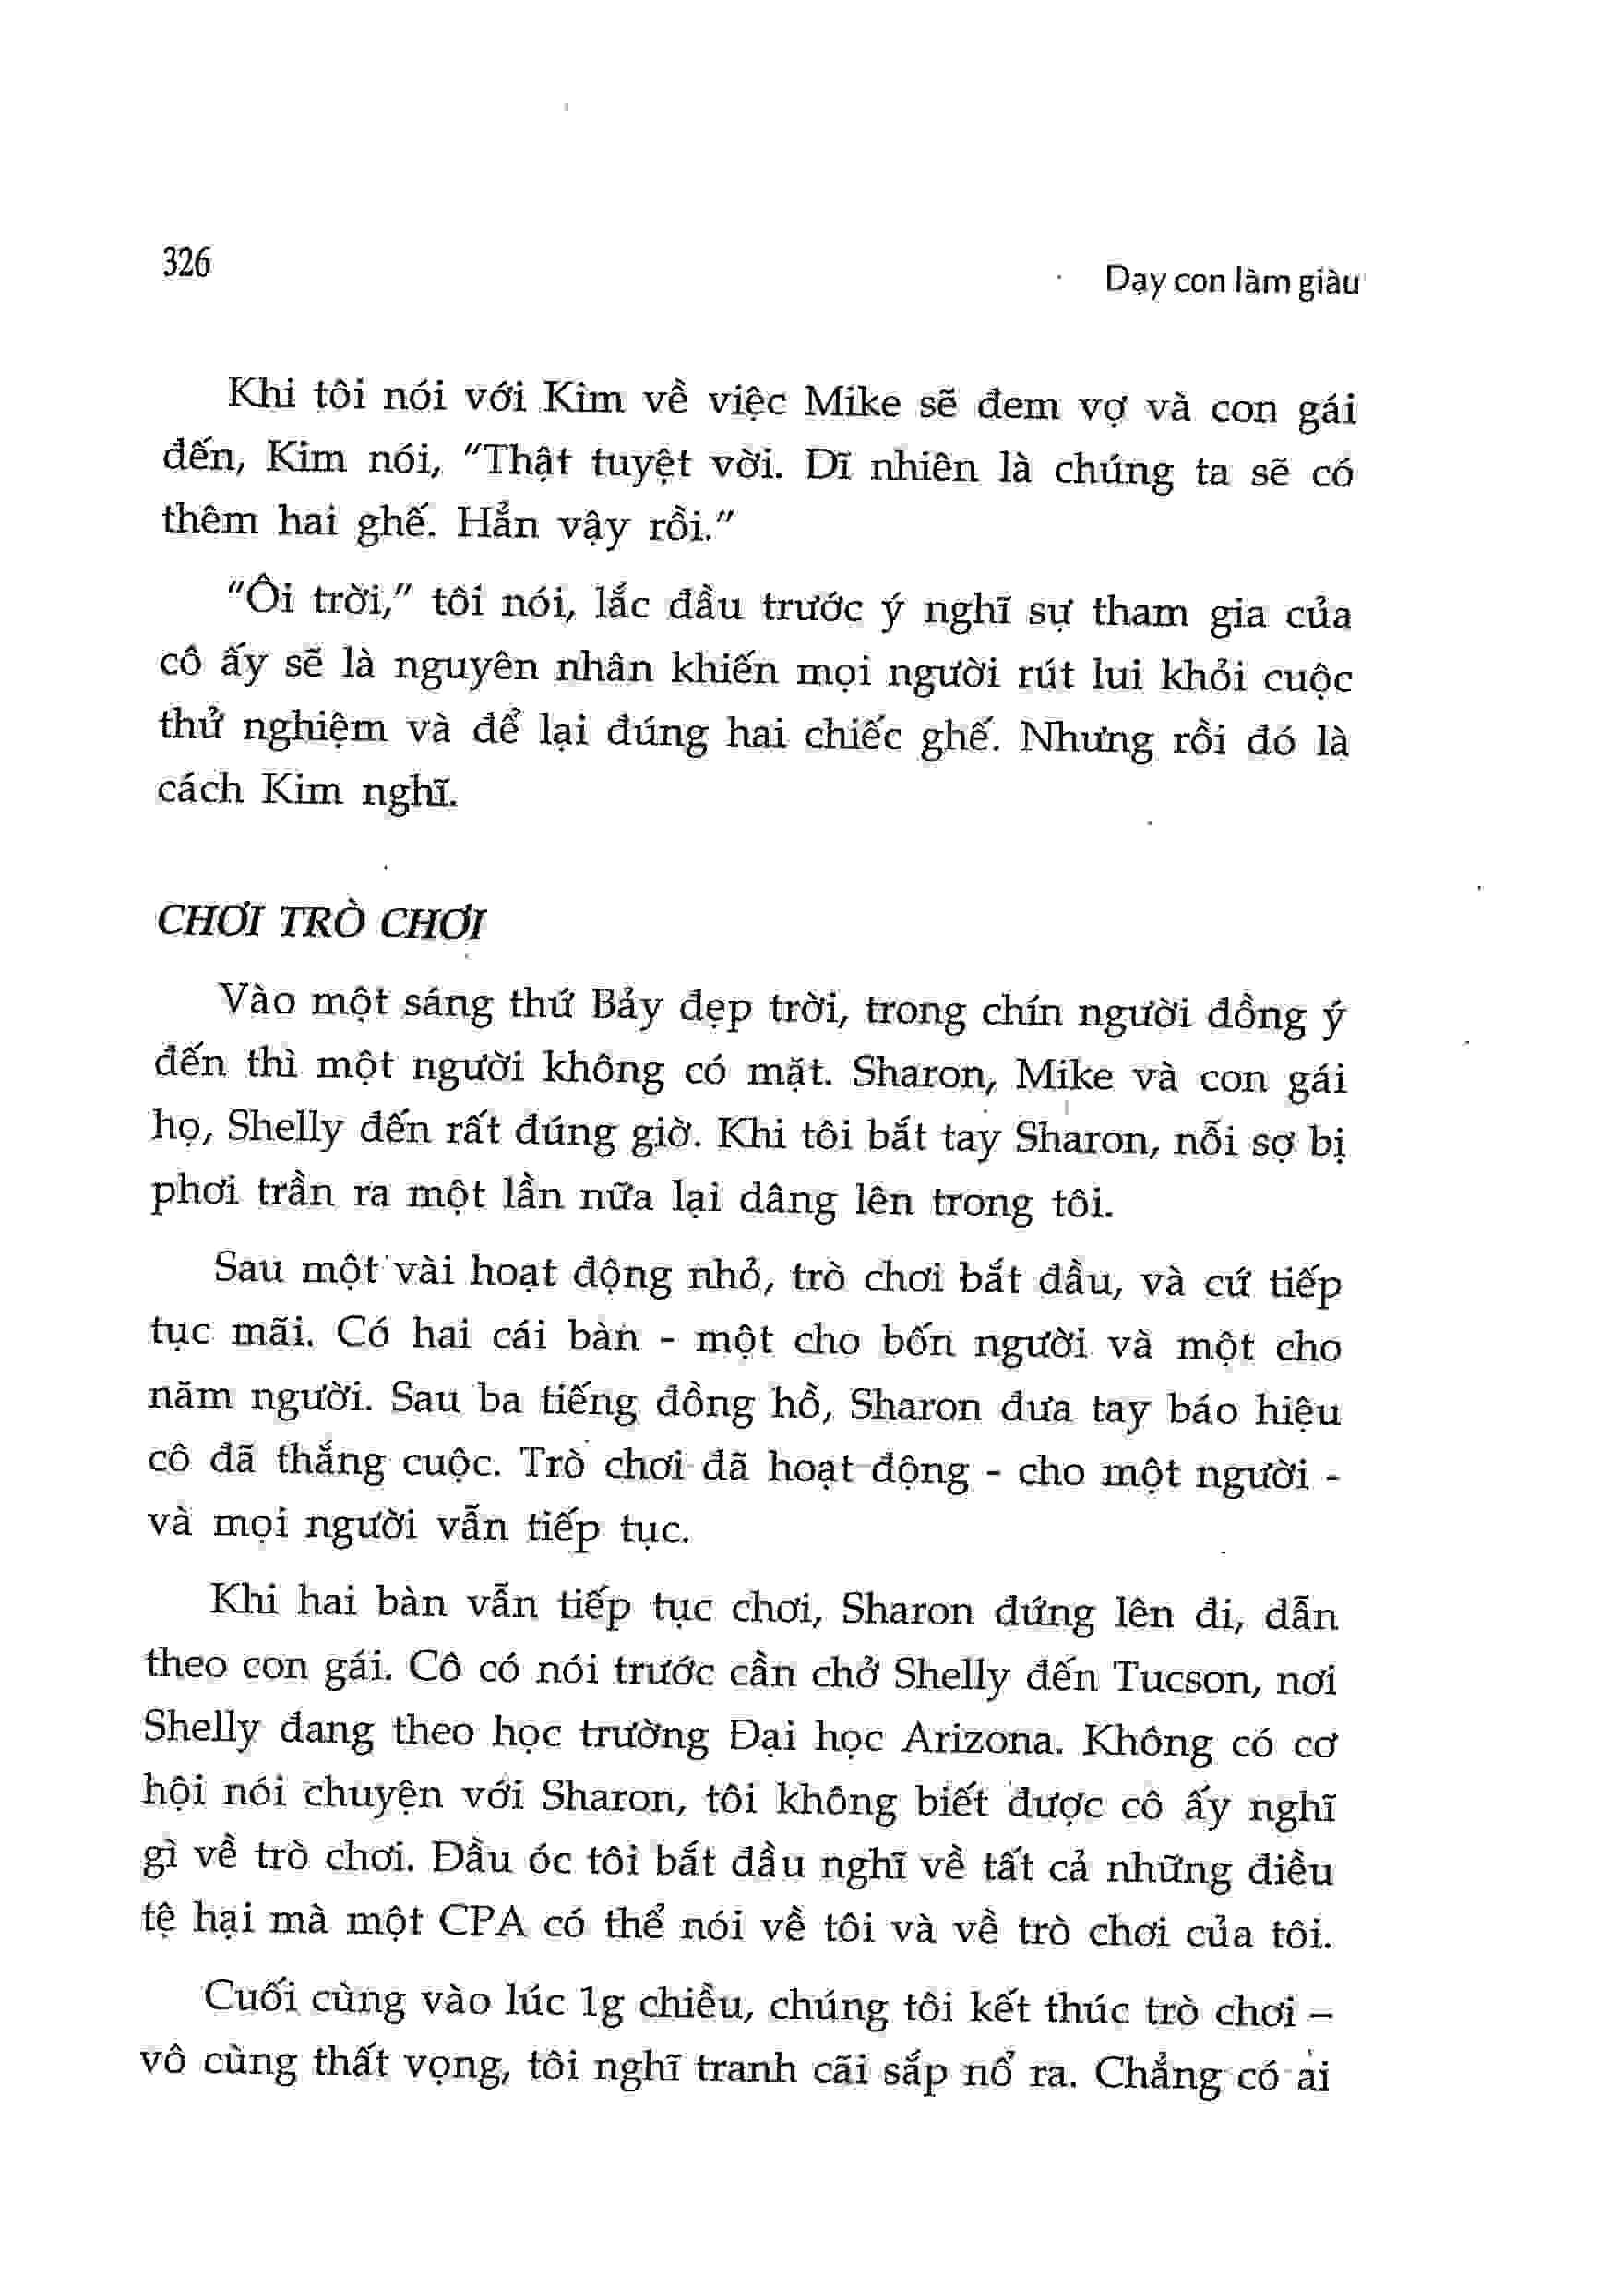 326
Dạy con làm giàu
Khi tôi nói với Kim về việc Mike sẽ đem vợ và con gái
đến, Kim nói, "Thật tuyệt vời. Dĩ nhiên là chúng ta sẽ có
thêm hai ghế. Hẳn vậy rồi."
"Ôi trời," tôi nói, lắc đầu trước ý nghĩ sự tham gia của
cô ấy sẽ là nguyên nhân khiến mọi người rút lui khỏi cuộc
thử nghiệm và để lại đúng hai chiếc ghế. Nhưng rồi đó là
cách Kim nghĩ.
CHƠI TRÒ CHƠI
Vào một sáng thứ Bảy đẹp trời, trong chín người đồng ý
đến thì một người không có mặt. Sharon, Mike và con gái
họ, Shelly đến rất đúng giờ. Khi tôi bắt tay Sharon, nỗi sợ bị
phơi trần ra một lần nữa lại dâng lên trong tôi.
Sau một vài hoạt động nhỏ, trò chơi bắt đầu, và cứ tiếp
tục mãi. Có hai cái bàn - một cho bốn người và một cho
năm người. Sau ba tiếng đồng hồ, Sharon đưa tay báo hiệu
cô đã thắng cuộc. Trò chơi đã hoạt động - cho một người -
và mọi người vẫn tiếp tục.
Khi hai bàn vẫn tiếp tục chơi, Sharon đứng lên đi, dẫn
theo con gái. Cô có nói trước cần chở Shelly đến Tucson, nơi
Shelly đang theo học trường Đại học Arizona. Không có cơ
hội nói chuyện với Sharon, tôi không biết được cô ấy nghĩ
gì về trò chơi. Đầu óc tôi bắt đầu nghĩ về tất cả những điều
tệ hại mà một CPA có thể nói về tôi và về trò chơi của tôi.
Cuối cùng vào lúc 1g chiều, chúng tôi kết thúc trò chơi –
vô cùng thất vọng, tôi nghĩ tranh cãi sắp nổ ra. Chẳng có ai